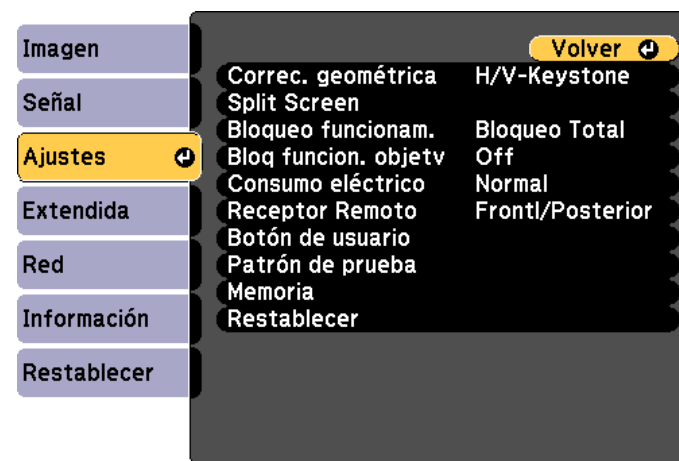 Imagen
Señal
Ajustes
Extendida
Red
Información
Restablecer
Volver
Correc. geométrica H/V-Keystone
Split Screen
Bloqueo funcionam. Bloqueo Total
Bloq funcion. objetv Off
Consumo eléctrico Normal
Receptor Remoto Frontl/Posterior
Botón de usuario
Patrón de prueba
Memoria
Restablecer